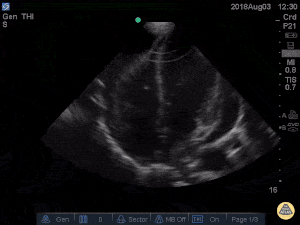 Gen THI
S
2018Aug03
12:30
Crd
P21
MI
0.8
TIS
0.7
A
B
16
Gen
0
Sector
MB Off
THI
On
Page 1/3